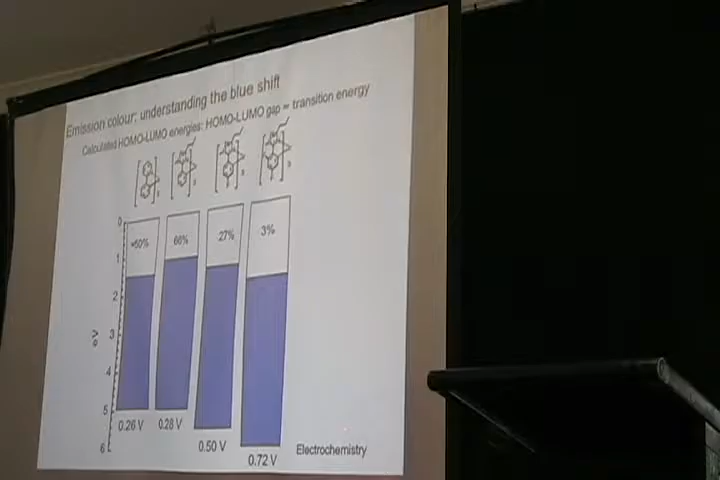 Emission colour: understanding the blue shift
Calculated HOMO-LUMO energies: HOMO-LUMO gap = transition energy
0
1
2
3
4
5
6
eV
≈50%
66%
27%
3%
0.26 V
0.28 V
0.50 V
0.72 V
Electrochemistry